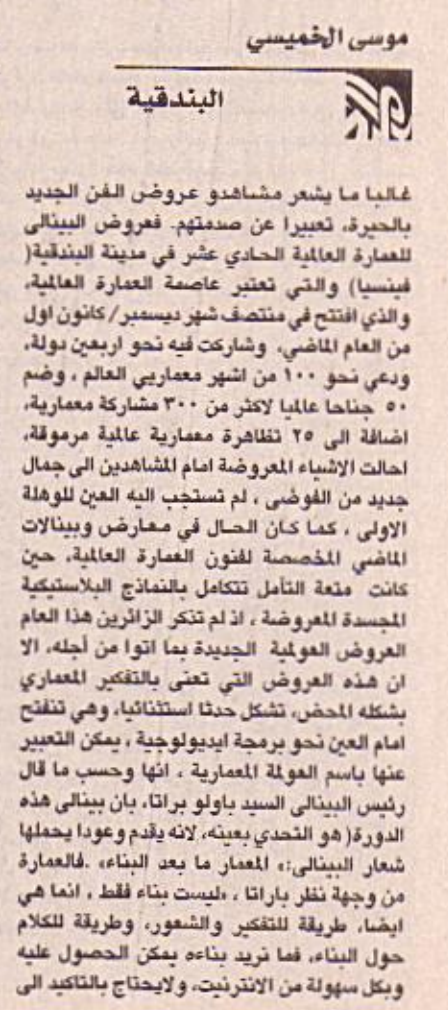 موسى الخميسي
البندقية
غالبا ما يشعر مشاهدو عروض الفن الجديد
بالحيرة، تعبيرا عن صدمتهم. فعروض البينالي
للعمارة العالمية الحادي عشر في مدينة البندقية(
فينسيا) والتي تعتبر عاصمة العمارة العالمية،
والذي افتتح في منتصف شهر ديسمبر/ كانون اول
من العام الماضي، وشاركت فيه نحو اربعين دولة،
ودعي نحو ١٠٠ من اشهر معماريي العالم ، وضم
٥٠ جناحا عالميا لاكثر من ٣٠٠ مشاركة معمارية،
اضافة الى ٢٥ تظاهرة معمارية عالمية مرموقة،
احالت الاشياء المعروضة امام المشاهدين الى جمال
جديد من الفوضى ، لم تستجب اليه العين للوهلة
الاولى ، كما كان الحال في معارض وبينالات
الماضي المخصصة لفنون العمارة العالمية، حين
كانت متعة التأمل تتكامل بالنماذج البلاستيكية
المجسدة المعروضة ، اذ لم تذكر الزائرين هذا العام
العروض العولمية الجديدة بما اتوا من أجله، الا
ان هذه العروض التي تعنى بالتفكير المعماري
بشكله المحض، تشكل حدثا استثنائيا، وهي تنفتح
امام العين نحو برمجة ايديولوجية ، يمكن التعبير
عنها باسم العولمة المعمارية ، انها وحسب ما قال
رئيس البينالي السيد باولو براتا، بان بينالي هذه
الدورة( هو التحدي بعينه، لانه يقدم وعودا يحملها
شعار البينالي:« المعمار ما بعد البناء» .فالعمارة
من وجهة نظر باراتا ، «ليست بناء فقط ، انما هي
ايضا، طريقة للتفكير والشعور، وطريقة للكلام
حول البناء، فما نريد بناءه يمكن الحصول عليه
وبكل سهولة من الانترنيت، ولايحتاج بالتاكيد الى